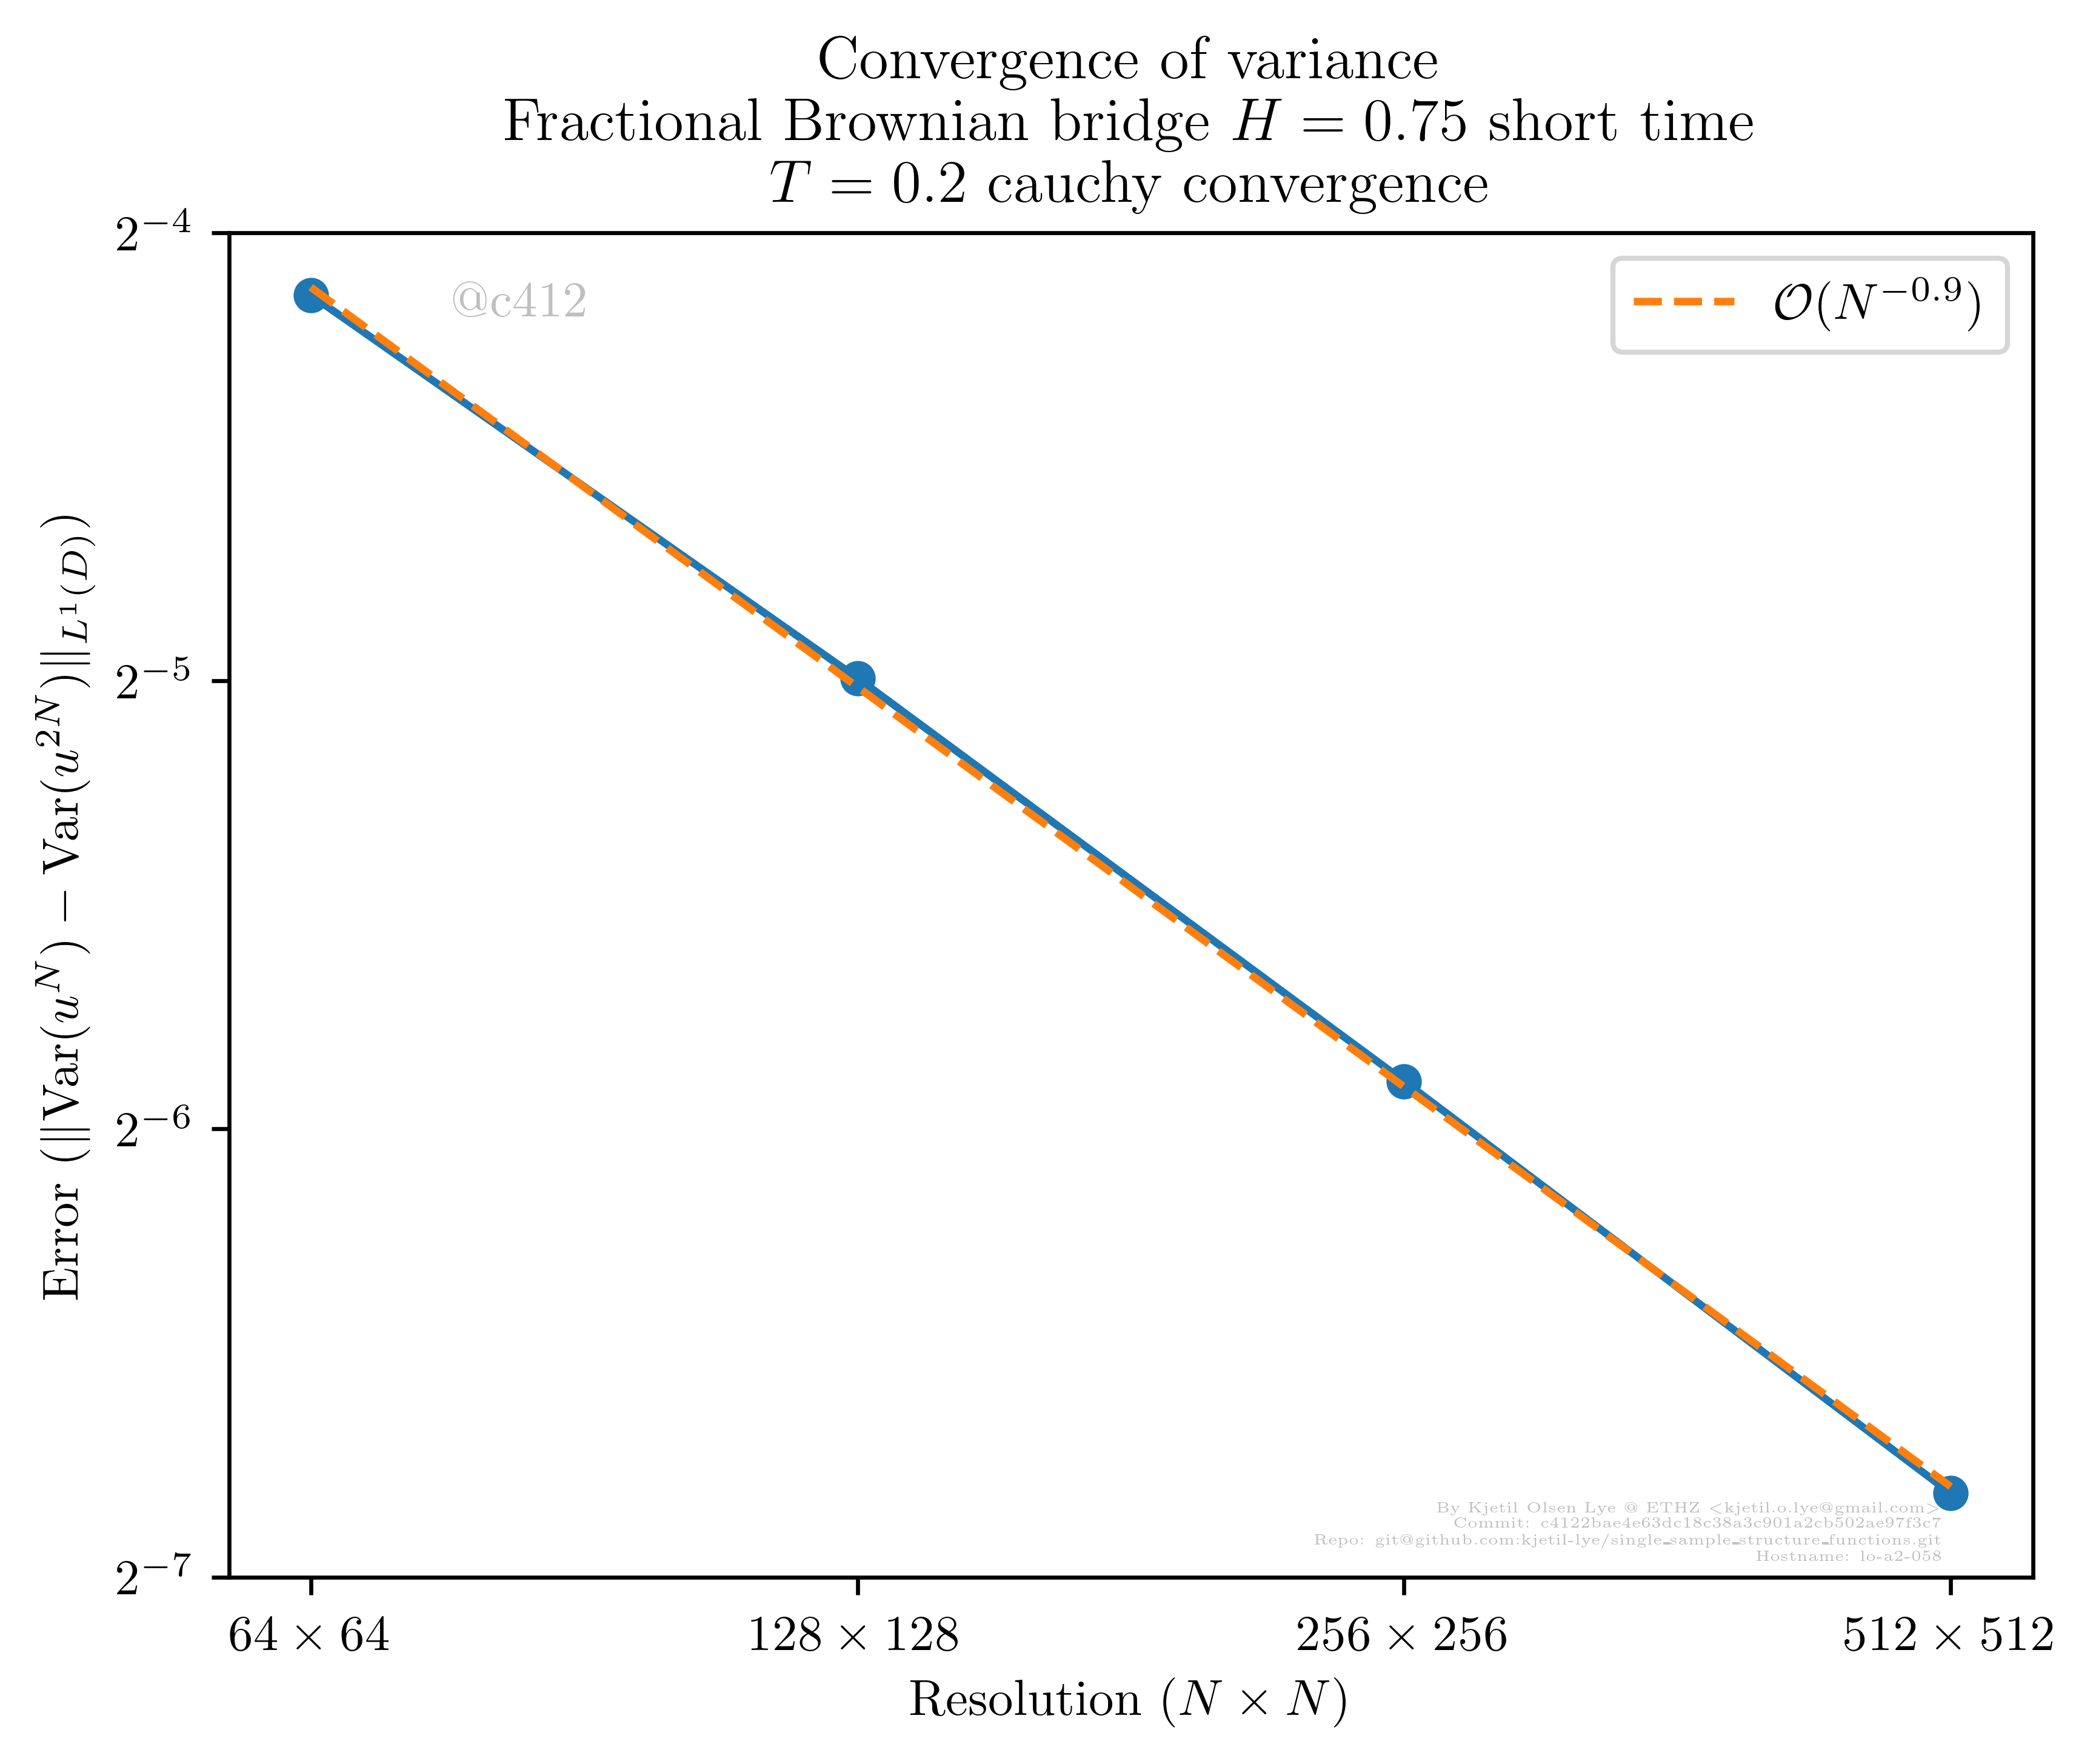 Convergence of variance
Fractional Brownian bridge H = 0.75 short time
T = 0.2 cauchy convergence
2⁻⁴
@c412
𝒪(N⁻⁰·⁹)
Error (||Var(uᴺ) − Var(u²ᴺ)||_{L¹(D)})
2⁻⁵
2⁻⁶
By Kjetil Olsen Lye @ ETHZ <kjetil.o.lye@gmail.com>
Commit: c4122bae4e63dc18c38a3c901a2cb502ae97f3c7
Repo: git@github.com:kjetil-lye/single_sample_structure_functions.git
Hostname: lo-a2-058
2⁻⁷
64 × 64 128 × 128 256 × 256 512 × 512
Resolution (N × N)